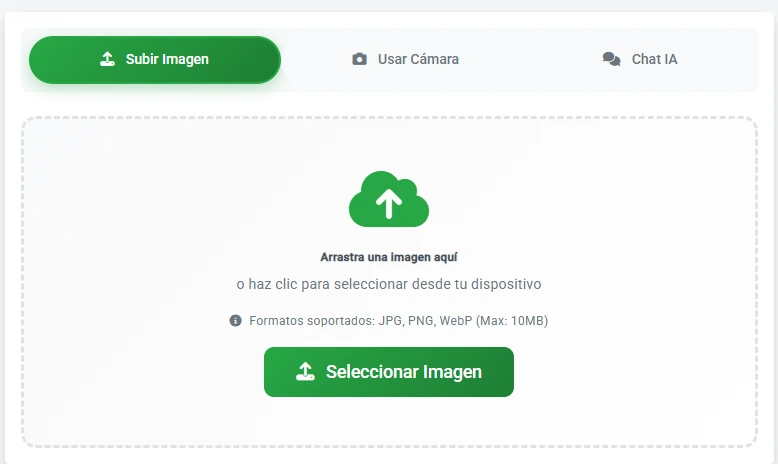 Subir Imagen
Usar Cámara
Chat IA
Arrastra una imagen aquí
o haz clic para seleccionar desde tu dispositivo
Formatos soportados: JPG, PNG, WebP (Max: 10MB)
Seleccionar Imagen